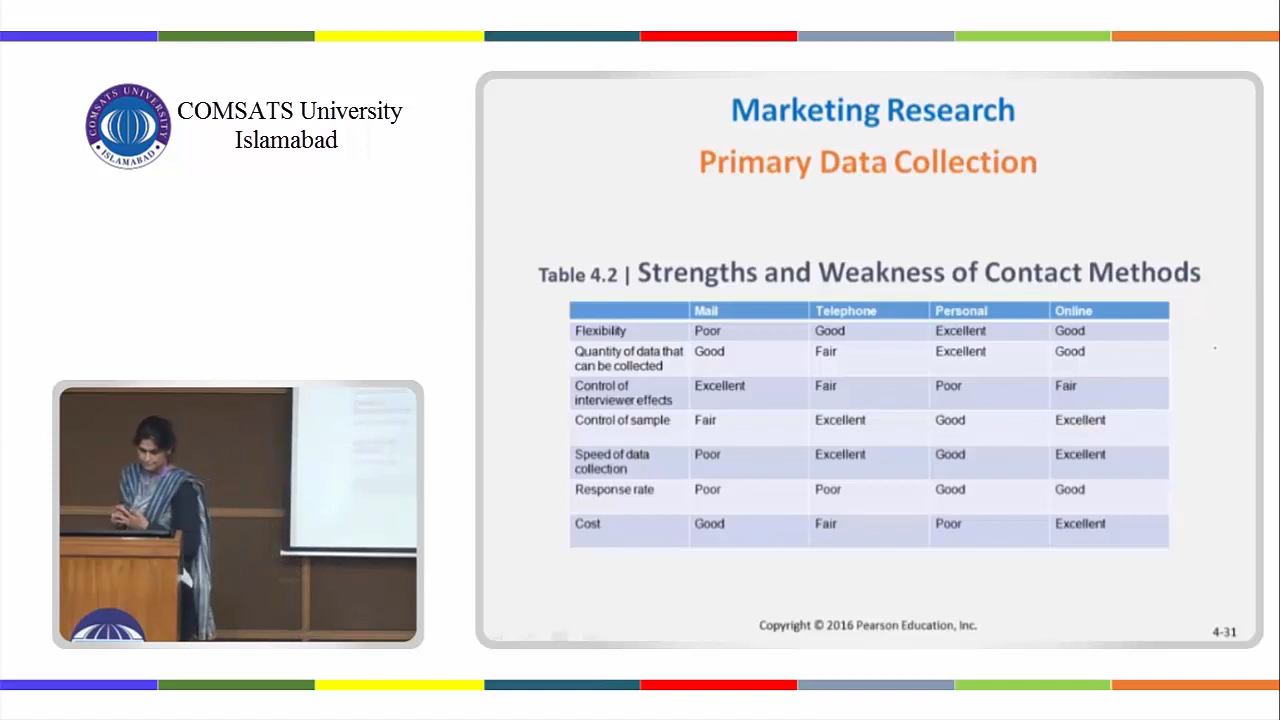 COMSATS UNIVERSITY
ISLAMABAD
COMSATS University
Islamabad
Marketing Research
Primary Data Collection
Table 4.2 | Strengths and Weakness of Contact Methods
Mail Telephone Personal Online
Flexibility Poor Good Excellent Good
Quantity of data that can be collected Good Fair Excellent Good
Control of interviewer effects Excellent Fair Poor Fair
Control of sample Fair Excellent Good Excellent
Speed of data collection Poor Excellent Good Excellent
Response rate Poor Poor Good Good
Cost Good Fair Poor Excellent
Copyright © 2016 Pearson Education, Inc.
4-31